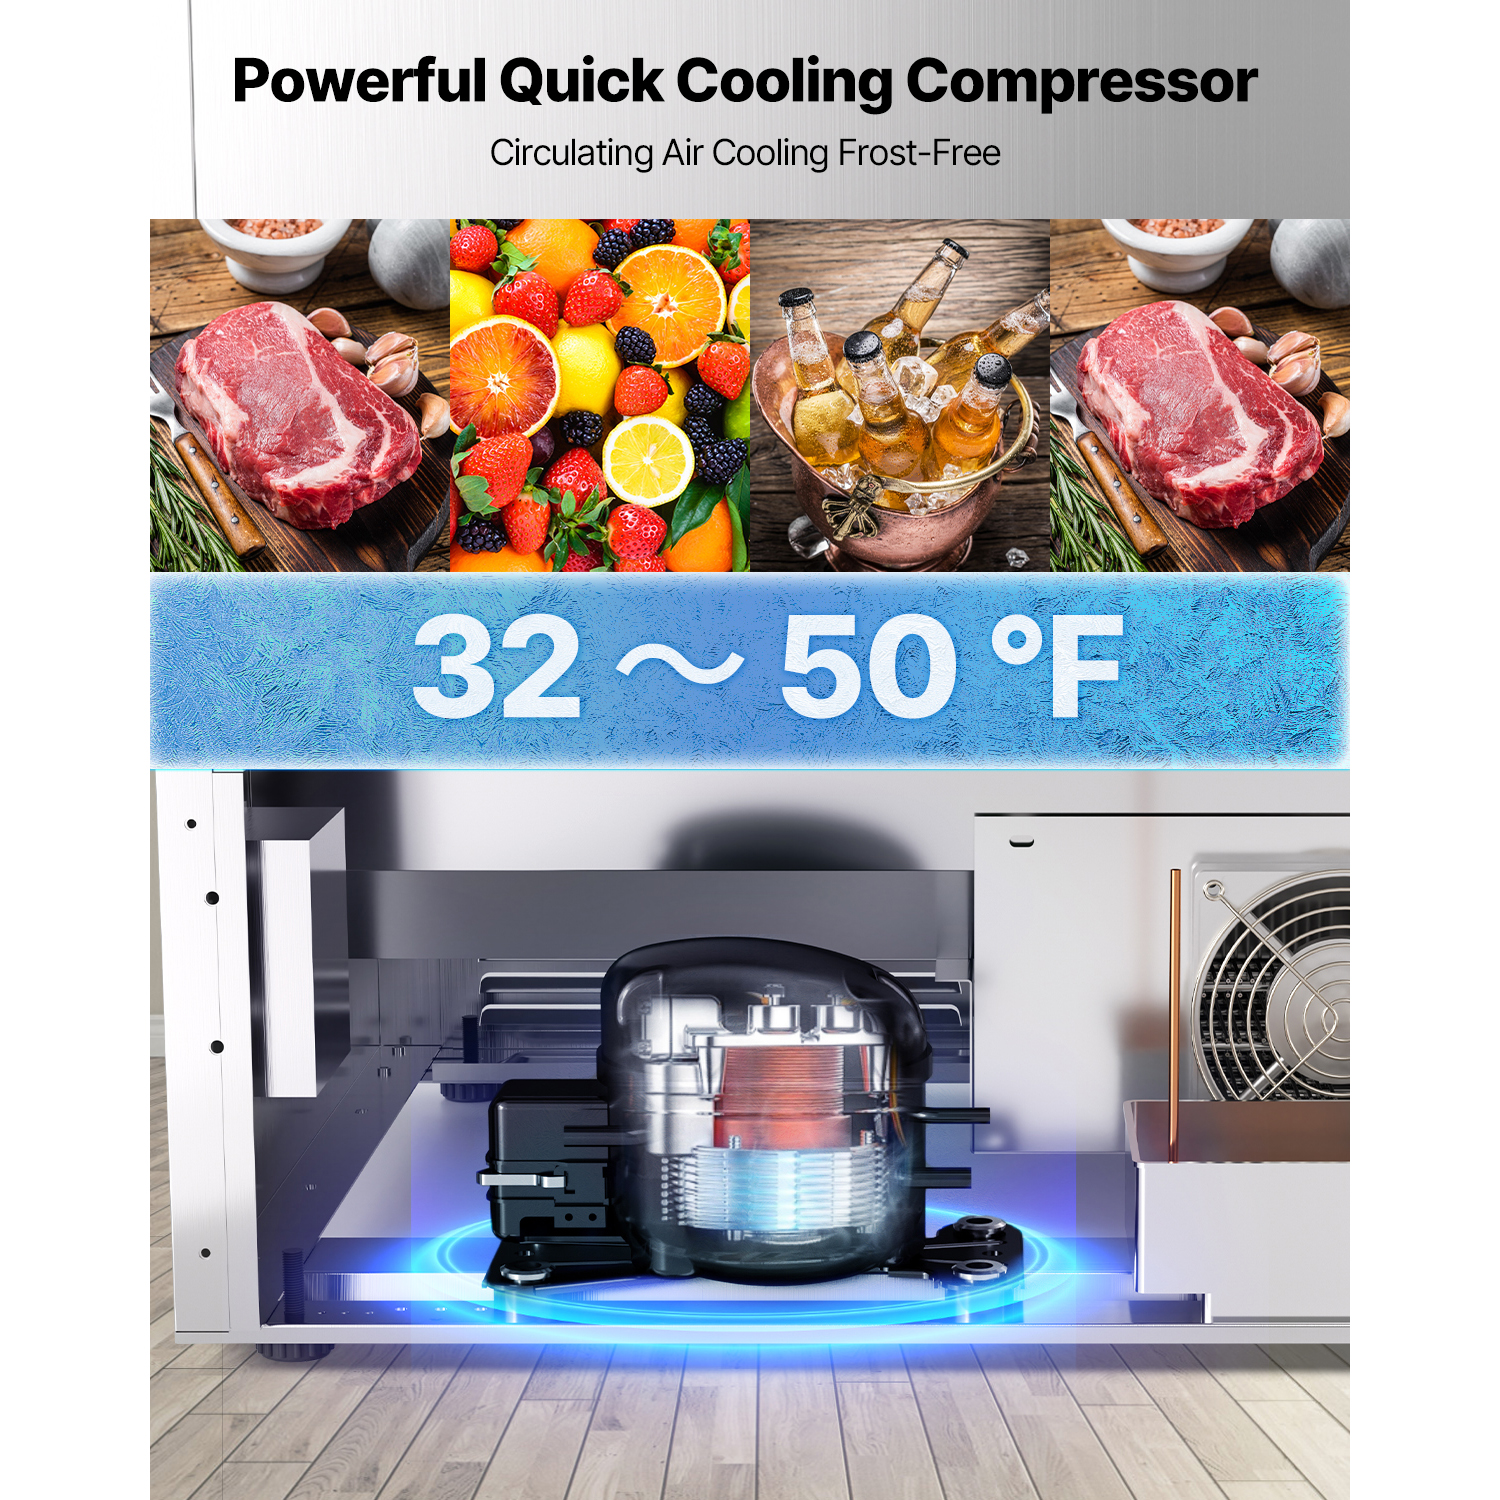 Powerful Quick Cooling Compressor
Circulating Air Cooling Frost-Free
32 ～ 50 °F